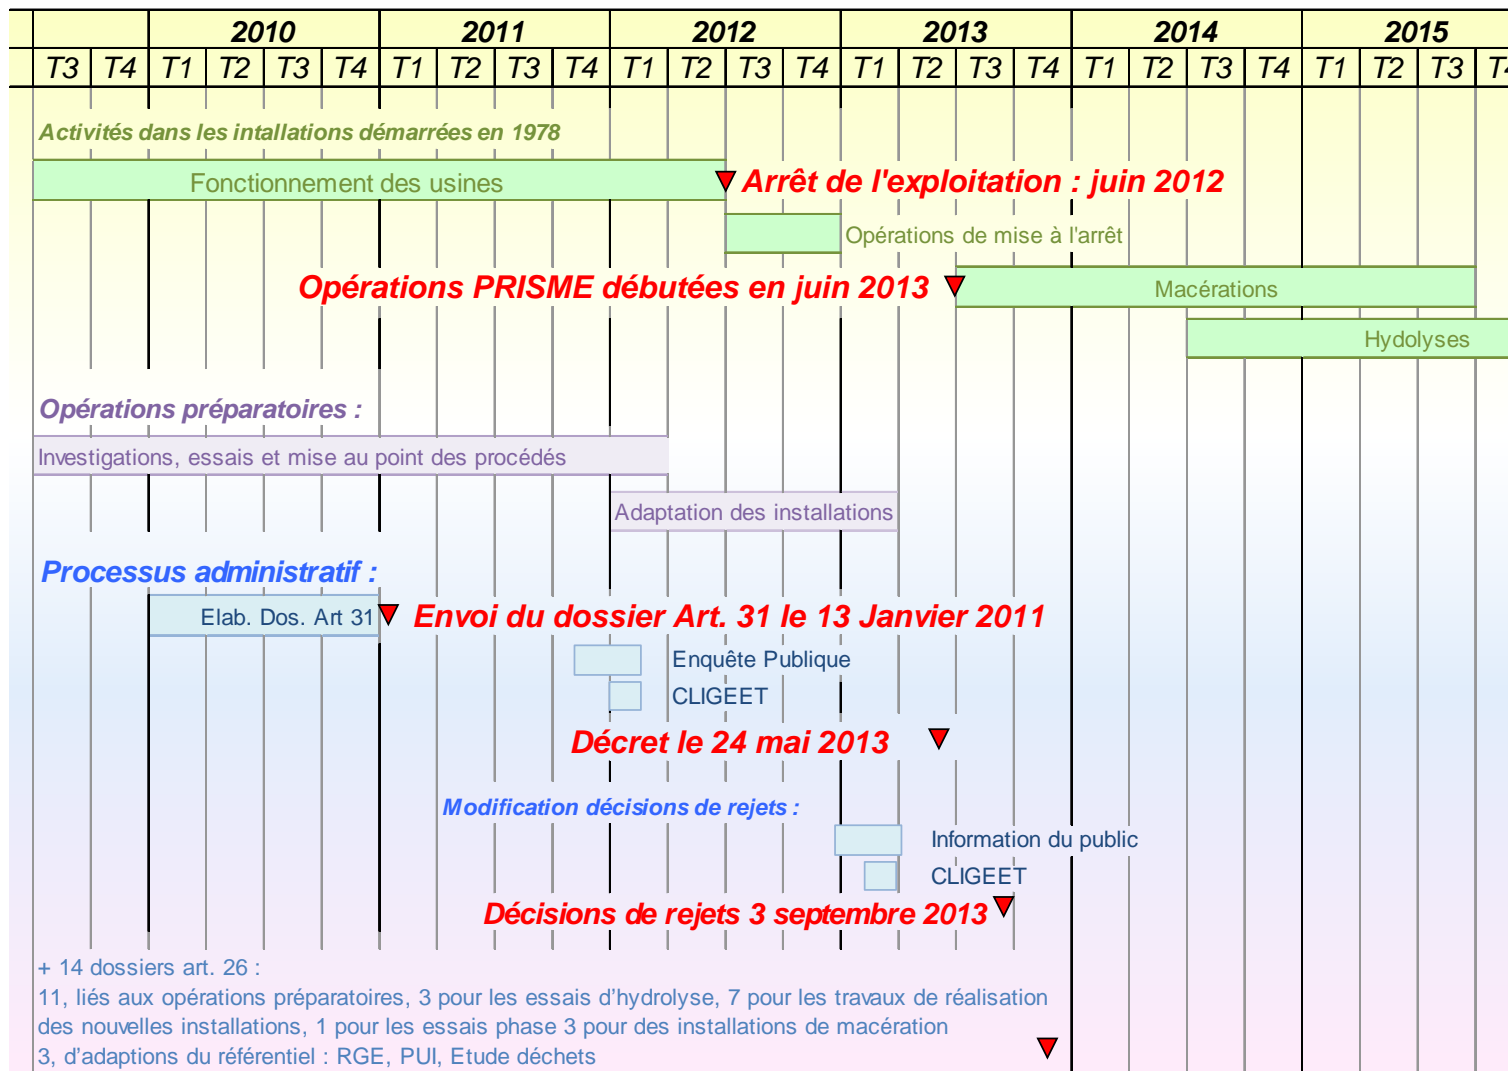 2010 2011 2012 2013 2014 2015
T3 T4 T1 T2 T3 T4 T1 T2 T3 T4 T1 T2 T3 T4 T1 T2 T3 T4 T1 T2 T3 T4 T1 T2 T3 T4
Activités dans les intallations démarrées en 1978
Fonctionnement des usines
Arrêt de l'exploitation : juin 2012
Opérations de mise à l'arrêt
Opérations PRISME débutées en juin 2013
Macérations
Hydolyses
Opérations préparatoires :
Investigations, essais et mise au point des procédés
Adaptation des installations
Processus administratif :
Elab. Dos. Art 31
Envoi du dossier Art. 31 le 13 Janvier 2011
Enquête Publique
CLIGEET
Décret le 24 mai 2013
Modification décisions de rejets :
Information du public
CLIGEET
Décisions de rejets 3 septembre 2013
+ 14 dossiers art. 26 :
11, liés aux opérations préparatoires, 3 pour les essais d’hydrolyse, 7 pour les travaux de réalisation
des nouvelles installations, 1 pour les essais phase 3 pour des installations de macération
3, d’adaptions du référentiel : RGE, PUI, Etude déchets